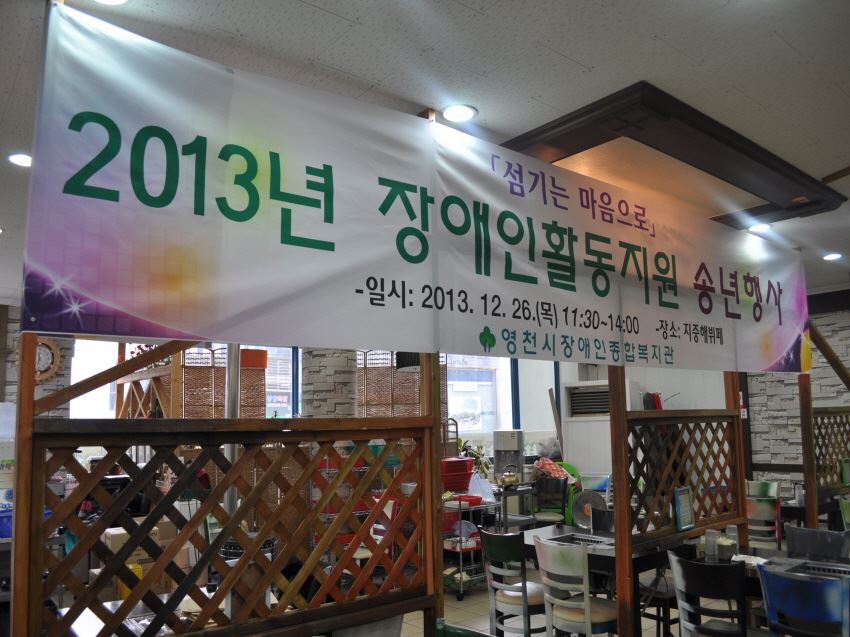 「섬기는 마음으로」
2013년 장애인활동지원 송년행사
-일시: 2013. 12. 26.(목) 11:30~14:00 -장소: 지중해뷔페
영천시장애인종합복지관